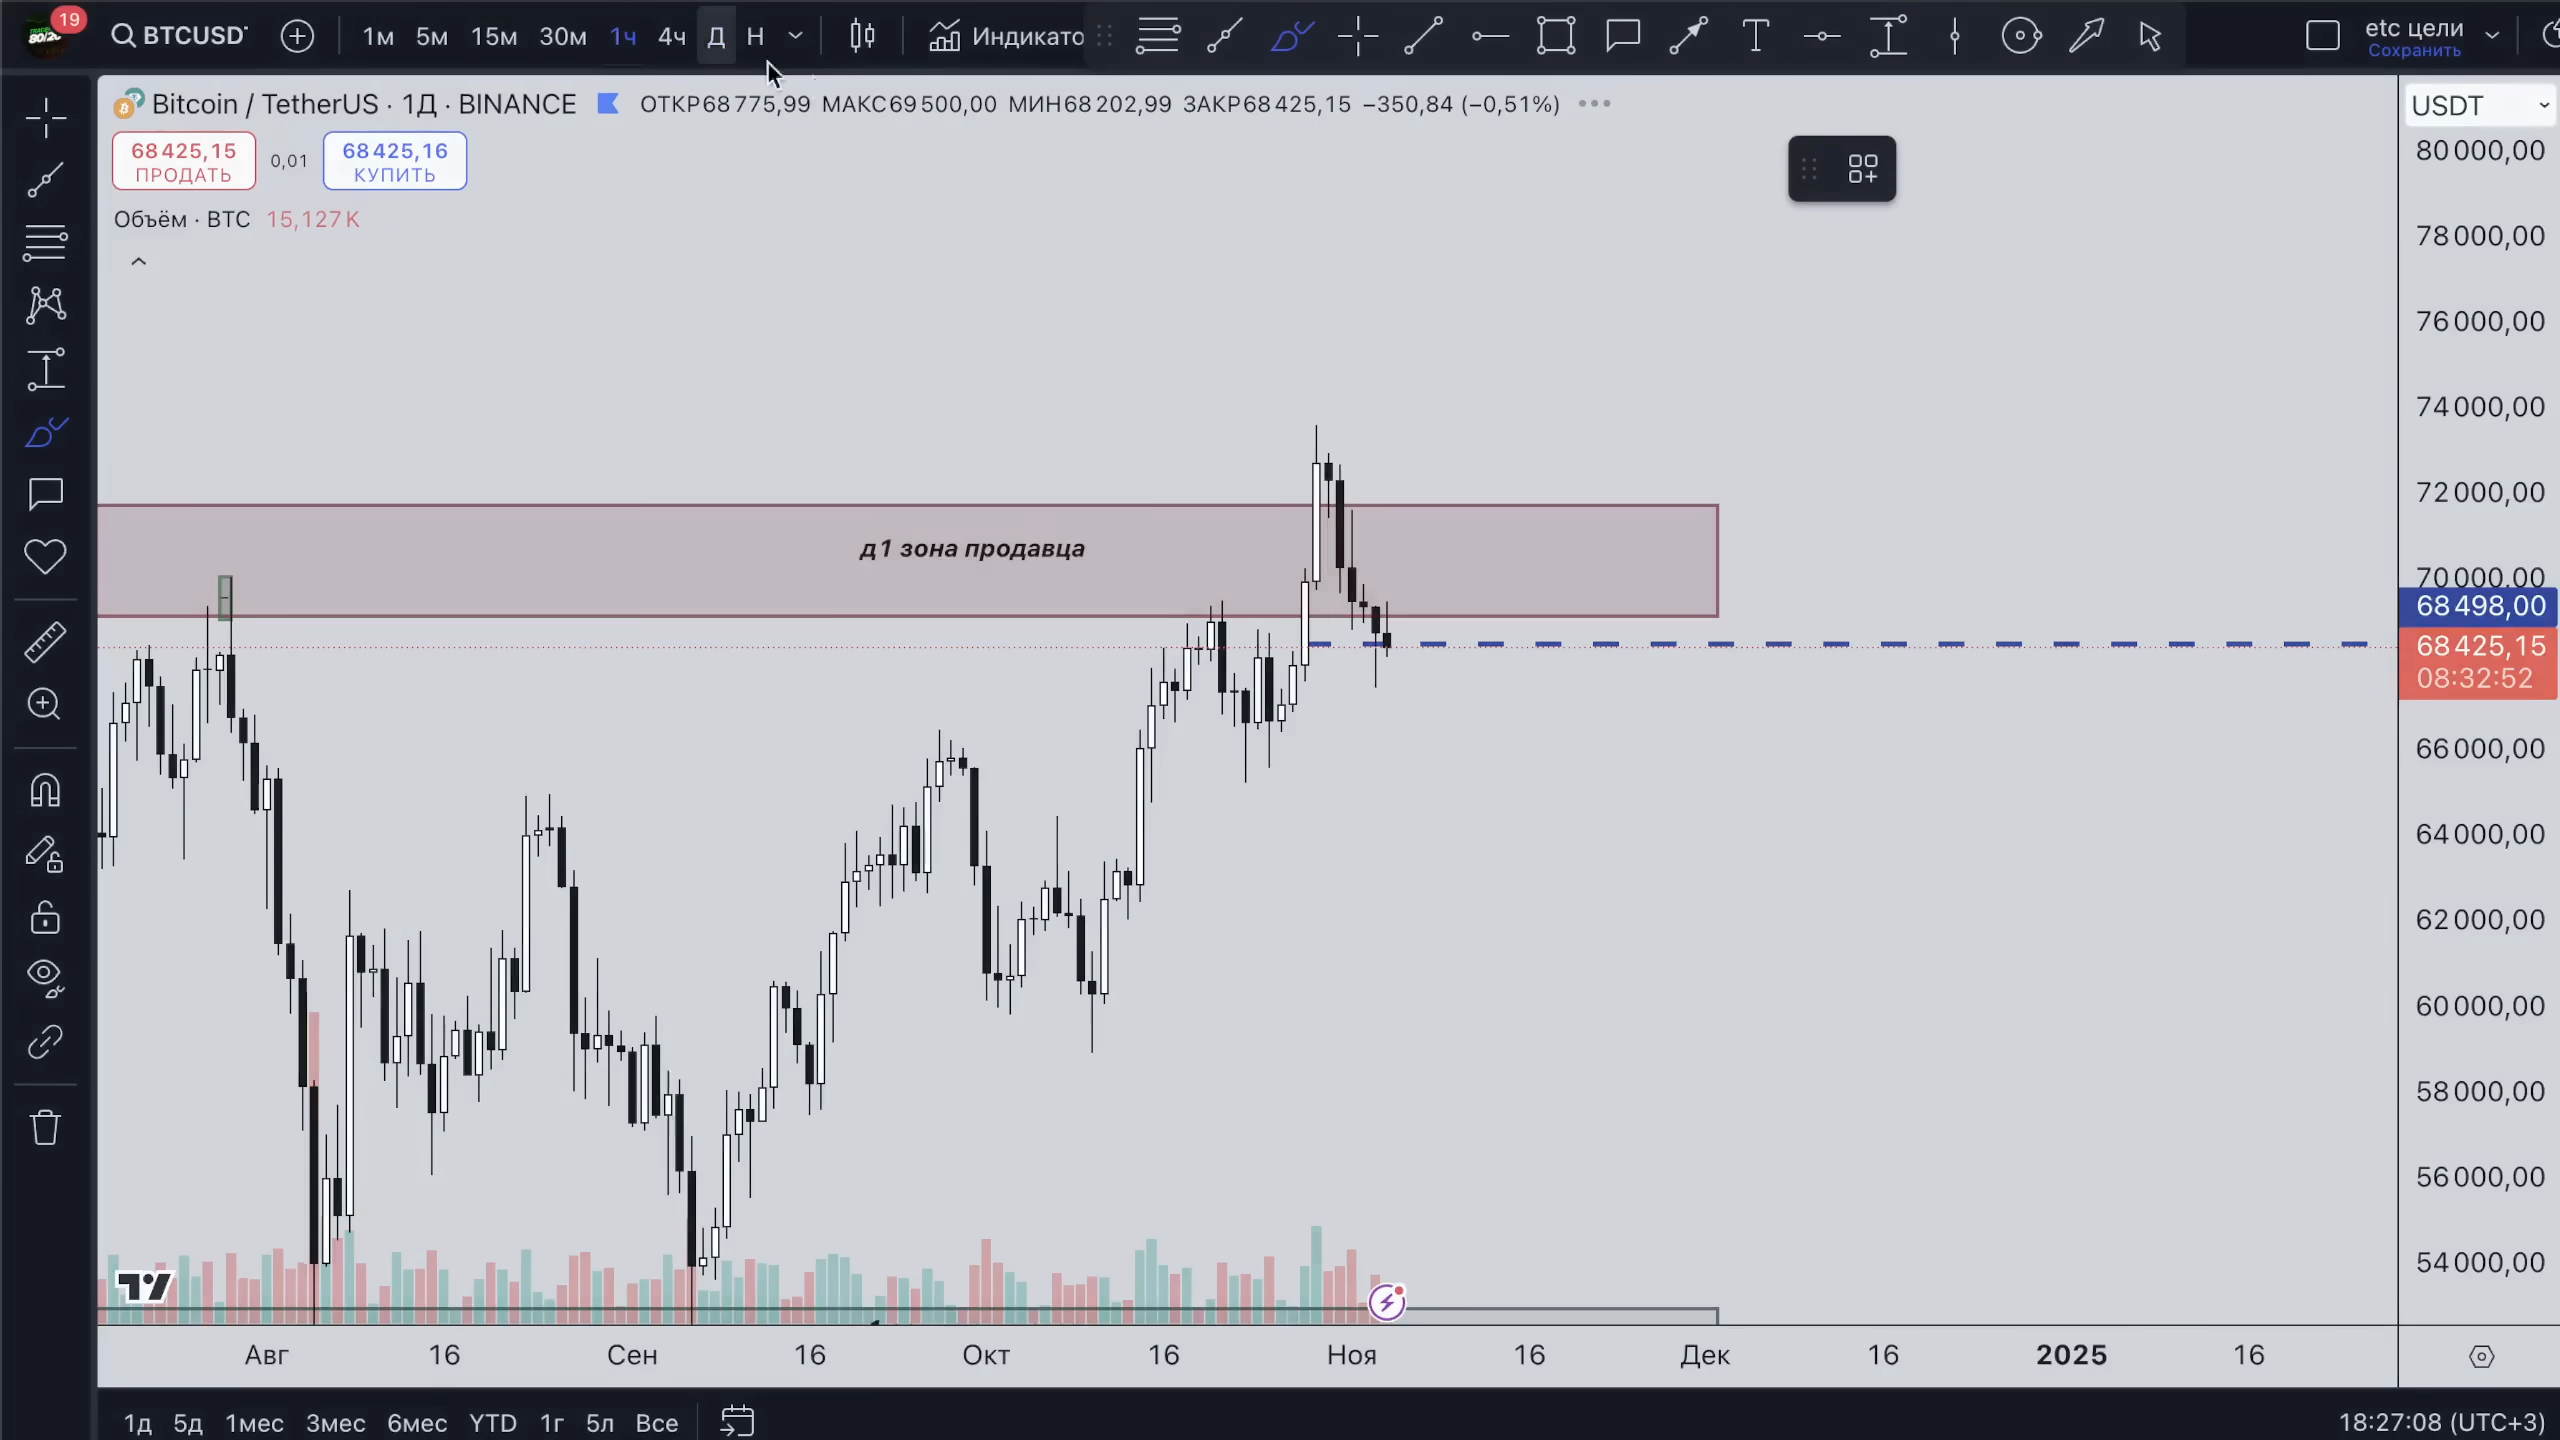 19
BTCUSD
1м 5м 15м 30м 1ч 4ч Д Н
Индикато
etc цели
Сохранить
Bitcoin / TetherUS · 1Д · BINANCE ОТКР68 775,99 МАКС69 500,00 МИН68 202,99 ЗАКР68 425,15 −350,84 (−0,51%)
USDT
68 425,15
ПРОДАТЬ
0,01
68 425,16
КУПИТЬ
Объём · BTC 15,127 K
80 000,00
78 000,00
76 000,00
74 000,00
72 000,00
70 000,00
68 498,00
68 425,15
08:32:52
66 000,00
64 000,00
62 000,00
60 000,00
58 000,00
56 000,00
54 000,00
д1 зона продавца
Авг 16 Сен 16 Окт 16 Ноя 16 Дек 16 2025 16
1д 5д 1мес 3мес 6мес YTD 1г 5л Все
18:27:08 (UTC+3)